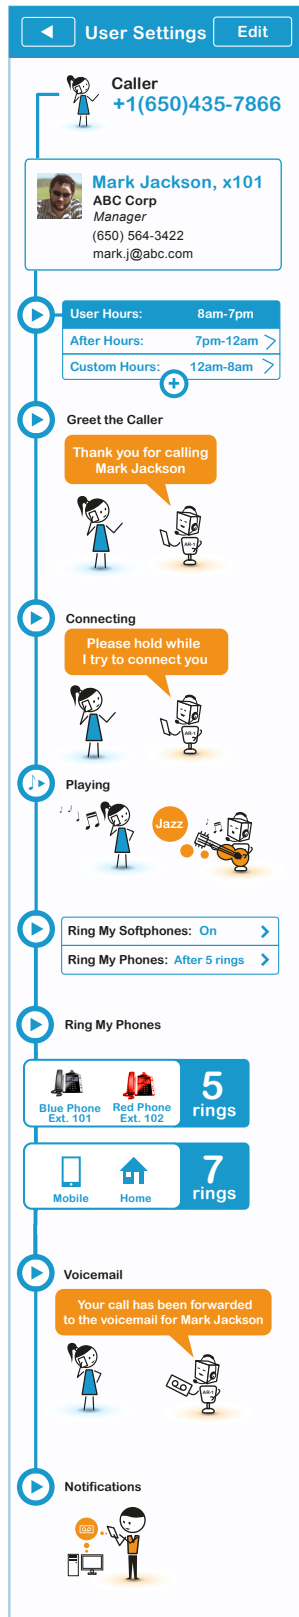 User Settings
Edit
Caller
+1(650)435-7866
Mark Jackson, x101
ABC Corp
Manager
(650) 564-3422
mark.j@abc.com
User Hours: 8am-7pm
After Hours: 7pm-12am
Custom Hours: 12am-8am
Greet the Caller
Thank you for calling
Mark Jackson
AR-1
Connecting
Please hold while
I try to connect you
AR-1
Playing
Jazz
Ring My Softphones: On
Ring My Phones: After 5 rings
Ring My Phones
Blue Phone
Ext. 101
Red Phone
Ext. 102
5
rings
Mobile
Home
7
rings
Voicemail
Your call has been forwarded
to the voicemail for Mark Jackson
AR-1
Notifications